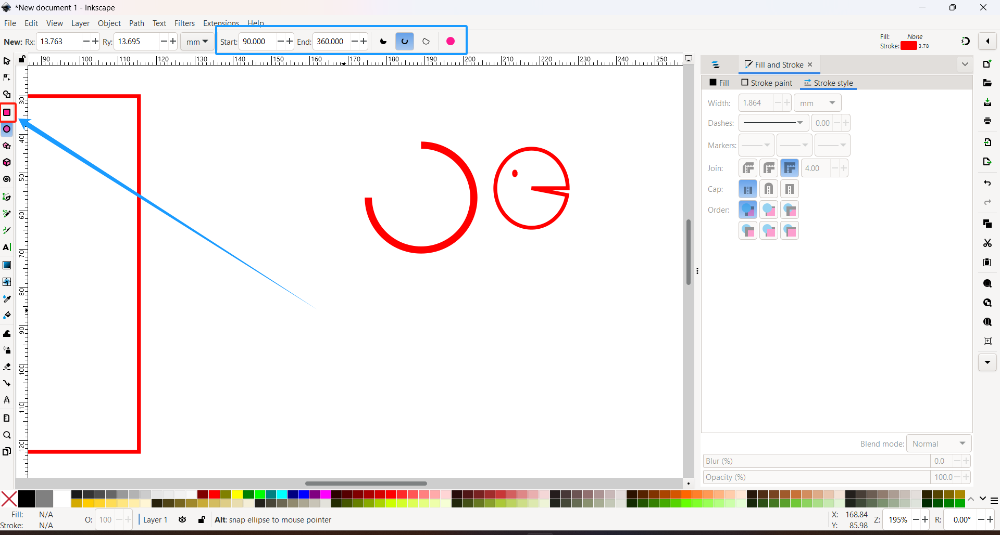 *New document 1 - Inkscape
File Edit View Layer Object Path Text Filters Extensions Help
New: Rx: 13.763 Ry: 13.695 mm Start: 90.000 End: 360.000
Fill: None
Stroke: 3.78
90 100 110 120 130 140 150 160 170 180 190 200 210 220 230 240 250
30
40
50
60
70
80
90
100
110
120
Fill and Stroke
Fill Stroke paint Stroke style
Width: 1.864 mm
Dashes: 0.00
Markers:
Join: 4.00
Cap:
Order:
Blend mode: Normal
Blur (%) 0.0
Opacity (%) 100.0
Fill: N/A
Stroke: N/A
O: 100 Layer 1 Alt: snap ellipse to mouse pointer
X: 168.84
Y: 85.98
Z: 195% R: 0.00°